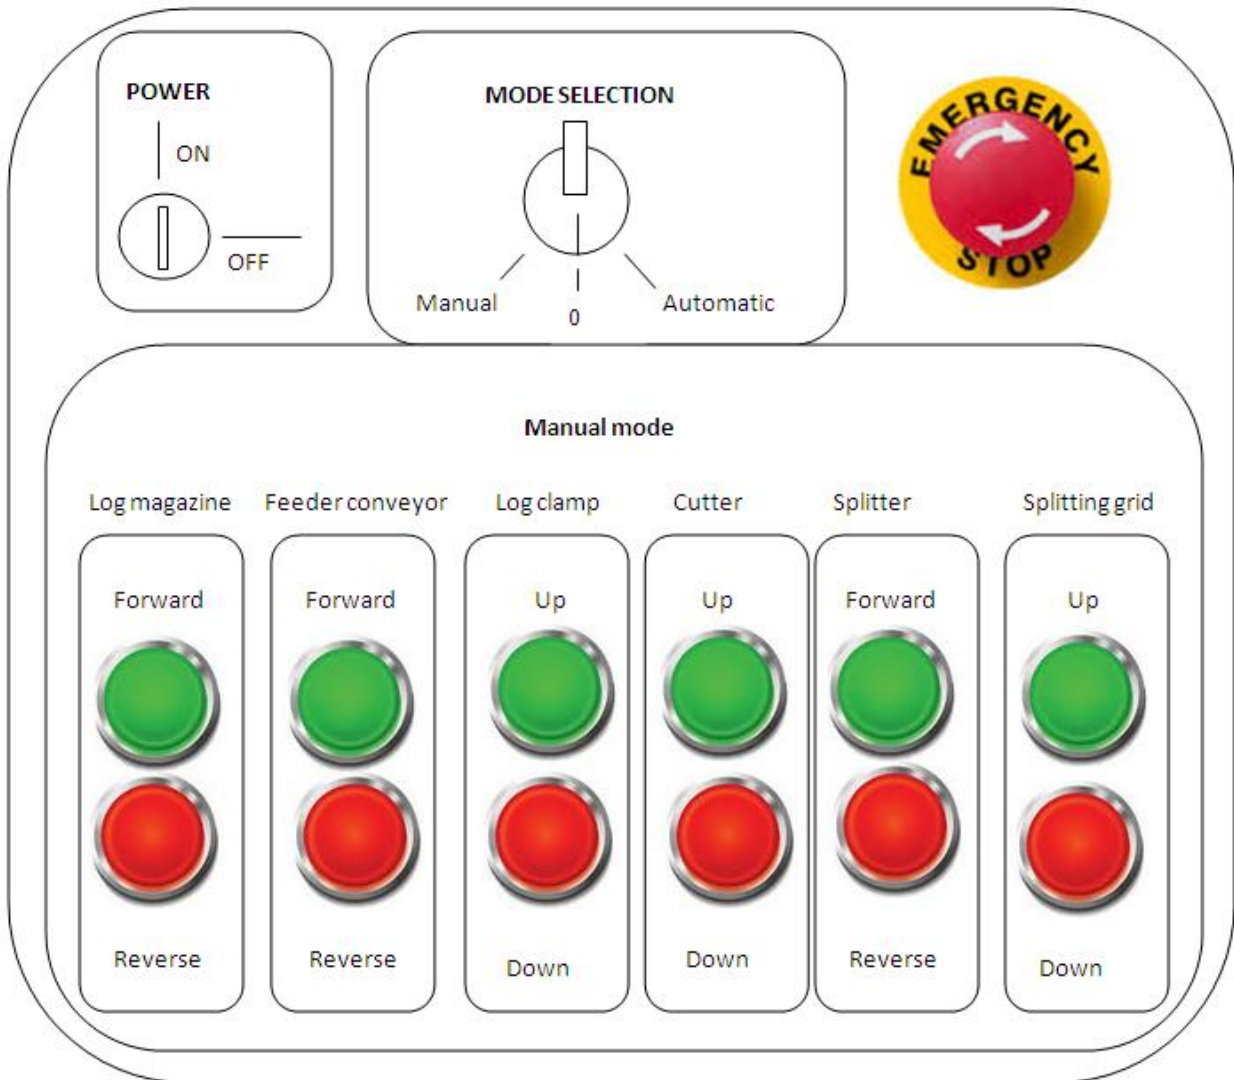 POWER
ON
OFF
MODE SELECTION
Manual
0
Automatic
EMERGENCY
STOP
Manual mode
Log magazine Feeder conveyor Log clamp Cutter Splitter Splitting grid
Forward Forward Up Up Forward Up
Reverse Reverse Down Down Reverse Down